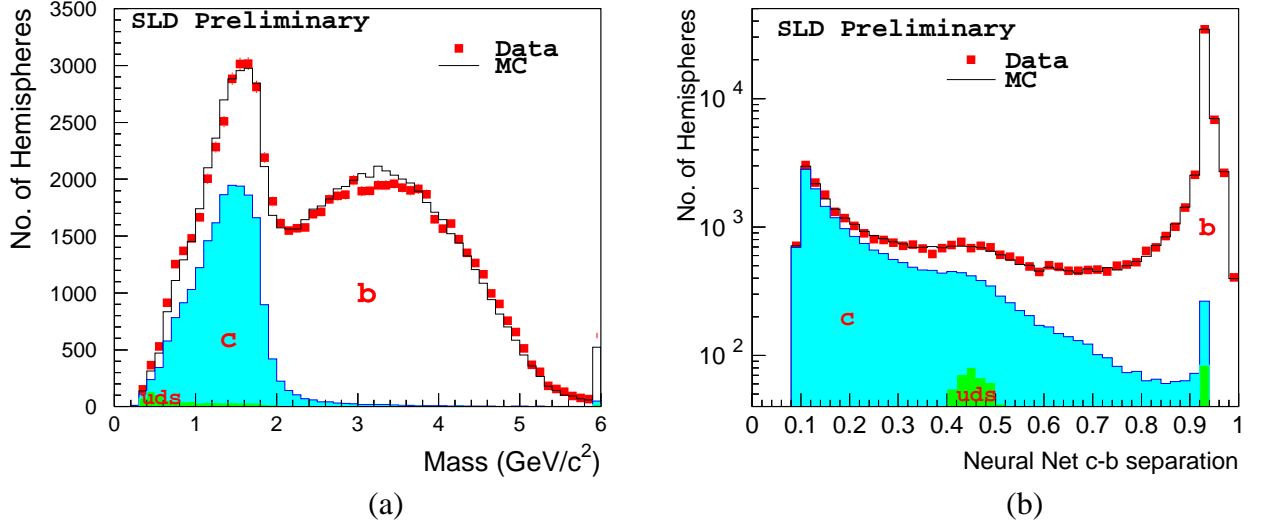 SLD Preliminary
Data
MC
No. of Hemispheres
3500
3000
2500
2000
1500
1000
500
0
b
c
uds
0 1 2 3 4 5 6
Mass (GeV/c²)
(a)
SLD Preliminary
Data
MC
No. of Hemispheres
10⁴
10³
10²
b
c
uds
0 0.1 0.2 0.3 0.4 0.5 0.6 0.7 0.8 0.9 1
Neural Net c-b separation
(b)